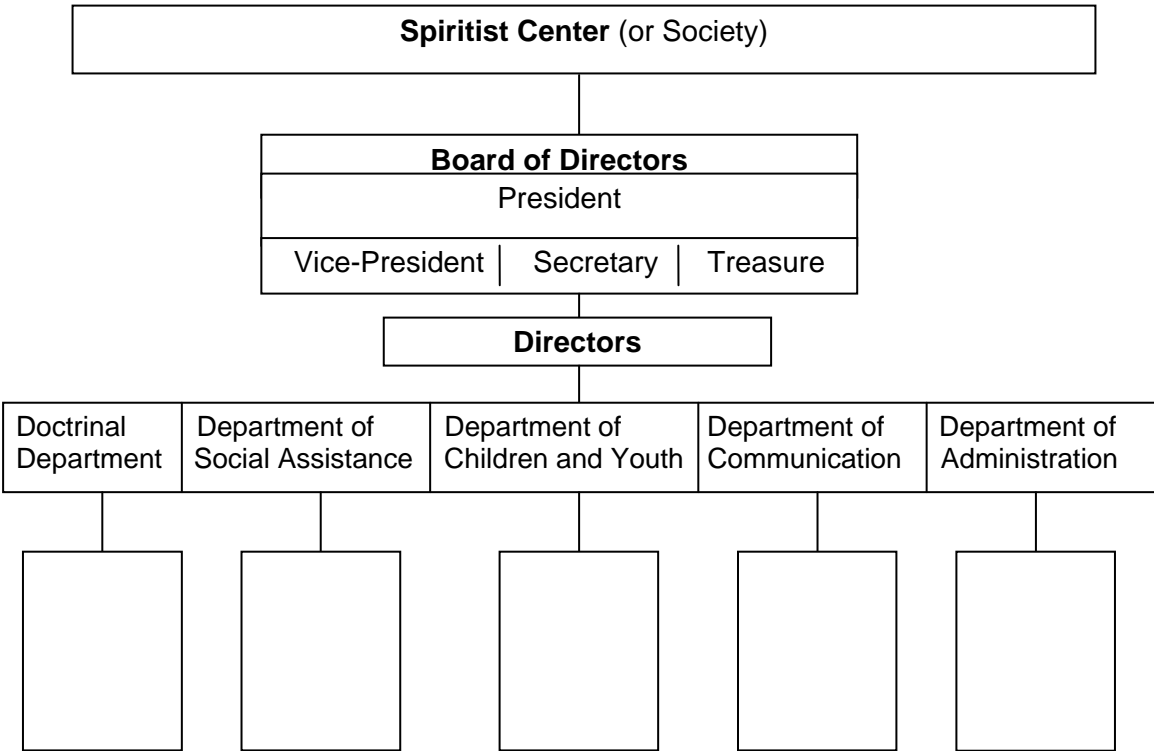 Spiritist Center (or Society)
Board of Directors
President
Vice-President
Secretary
Treasure
Directors
Doctrinal
Department
Department of
Social Assistance
Department of
Children and Youth
Department of
Communication
Department of
Administration